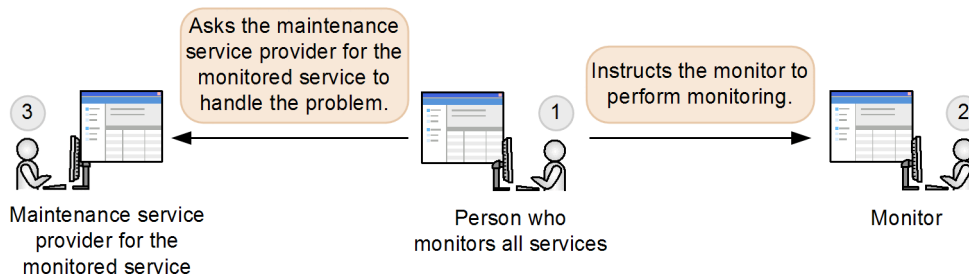 Asks the maintenance
service provider for the
monitored service to
handle the problem.
Instructs the monitor to
perform monitoring.
3
1
2
Maintenance service
provider for the
monitored service
Person who
monitors all services
Monitor